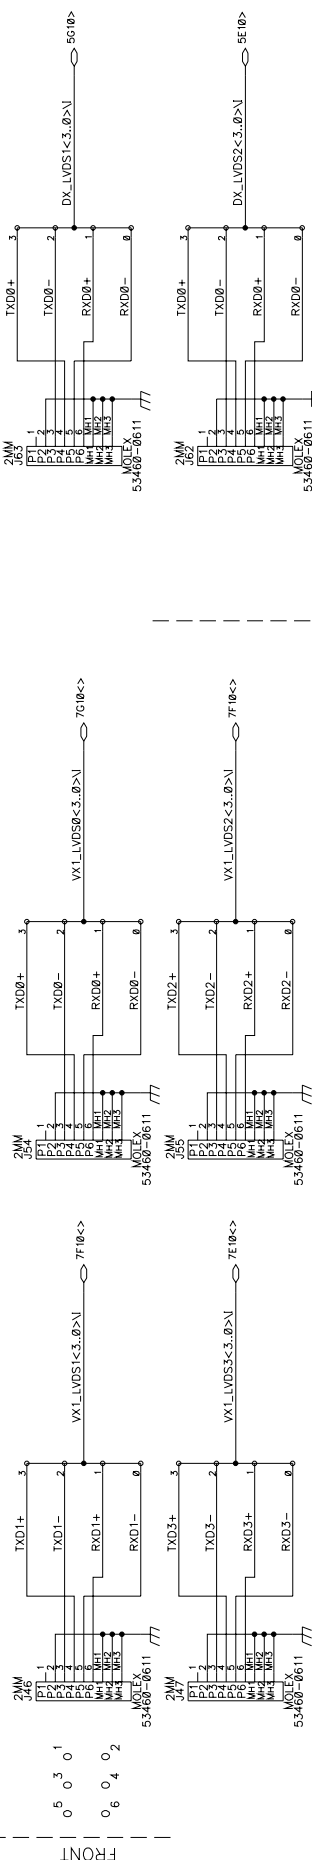 2MM
J63
P1 1
P2 2
P3 3
P4 4
P5 5
P6 6
MH1 MH1
MH2 MH2
MH3 MH3
MOLEX
53460-0611
TXD0+ 3
TXD0- 2
RXD0+ 1
RXD0- 0
DX_LVDS1<3..0>\I
5G10>
2MM
J62
P1 1
P2 2
P3 3
P4 4
P5 5
P6 6
MH1 MH1
MH2 MH2
MH3 MH3
MOLEX
53460-0611
TXD0+ 3
TXD0- 2
RXD0+ 1
RXD0- 0
DX_LVDS2<3..0>\I
5E10>
2MM
J54
P1 1
P2 2
P3 3
P4 4
P5 5
P6 6
MH1 MH1
MH2 MH2
MH3 MH3
MOLEX
53460-0611
TXD0+ 3
TXD0- 2
RXD0+ 1
RXD0- 0
VX1_LVDS0<3..0>\I
7G10<>
2MM
J55
P1 1
P2 2
P3 3
P4 4
P5 5
P6 6
MH1 MH1
MH2 MH2
MH3 MH3
MOLEX
53460-0611
TXD2+ 3
TXD2- 2
RXD2+ 1
RXD2- 0
VX1_LVDS2<3..0>\I
7F10<>
2MM
J46
P1 1
P2 2
P3 3
P4 4
P5 5
P6 6
MH1 MH1
MH2 MH2
MH3 MH3
MOLEX
53460-0611
TXD1+ 3
TXD1- 2
RXD1+ 1
RXD1- 0
VX1_LVDS1<3..0>\I
7F10<>
2MM
J47
P1 1
P2 2
P3 3
P4 4
P5 5
P6 6
MH1 MH1
MH2 MH2
MH3 MH3
MOLEX
53460-0611
TXD3+ 3
TXD3- 2
RXD3+ 1
RXD3- 0
VX1_LVDS3<3..0>\I
7E10<>
5 3 1
6 4 2
FRONT